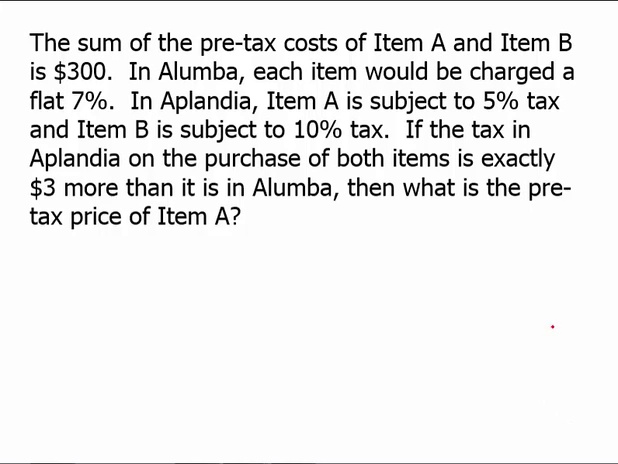 The sum of the pre-tax costs of Item A and Item B
is $300.  In Alumba, each item would be charged a
flat 7%.  In Aplandia, Item A is subject to 5% tax
and Item B is subject to 10% tax.  If the tax in
Aplandia on the purchase of both items is exactly
$3 more than it is in Alumba, then what is the pre-
tax price of Item A?